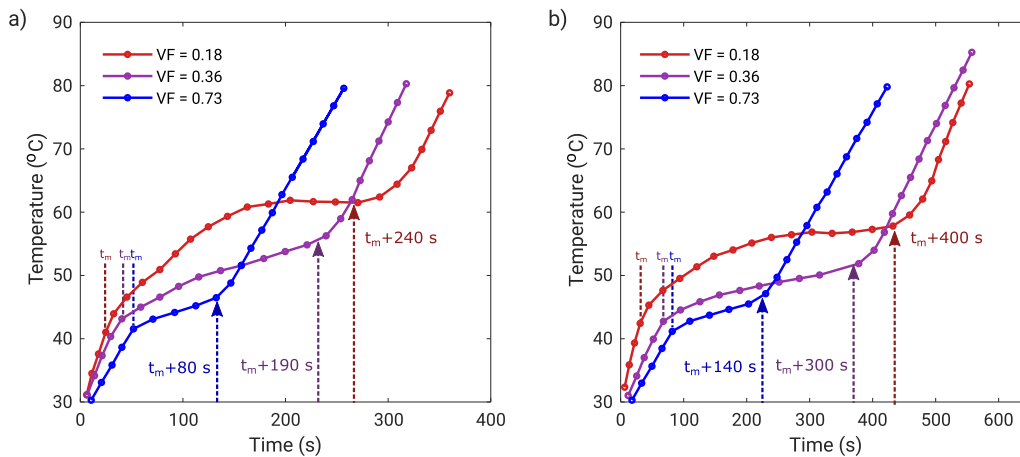 a)
90
80
70
60
50
40
30
Temperature (ºC)
VF = 0.18
VF = 0.36
VF = 0.73
tm
tm
tm
tm+240 s
tm+80 s
tm+190 s
0
100
200
300
400
Time (s)
b)
90
80
70
60
50
40
30
Temperature (ºC)
VF = 0.18
VF = 0.36
VF = 0.73
tm
tm
tm
tm+400 s
tm+140 s
tm+300 s
0
100
200
300
400
500
600
Time (s)